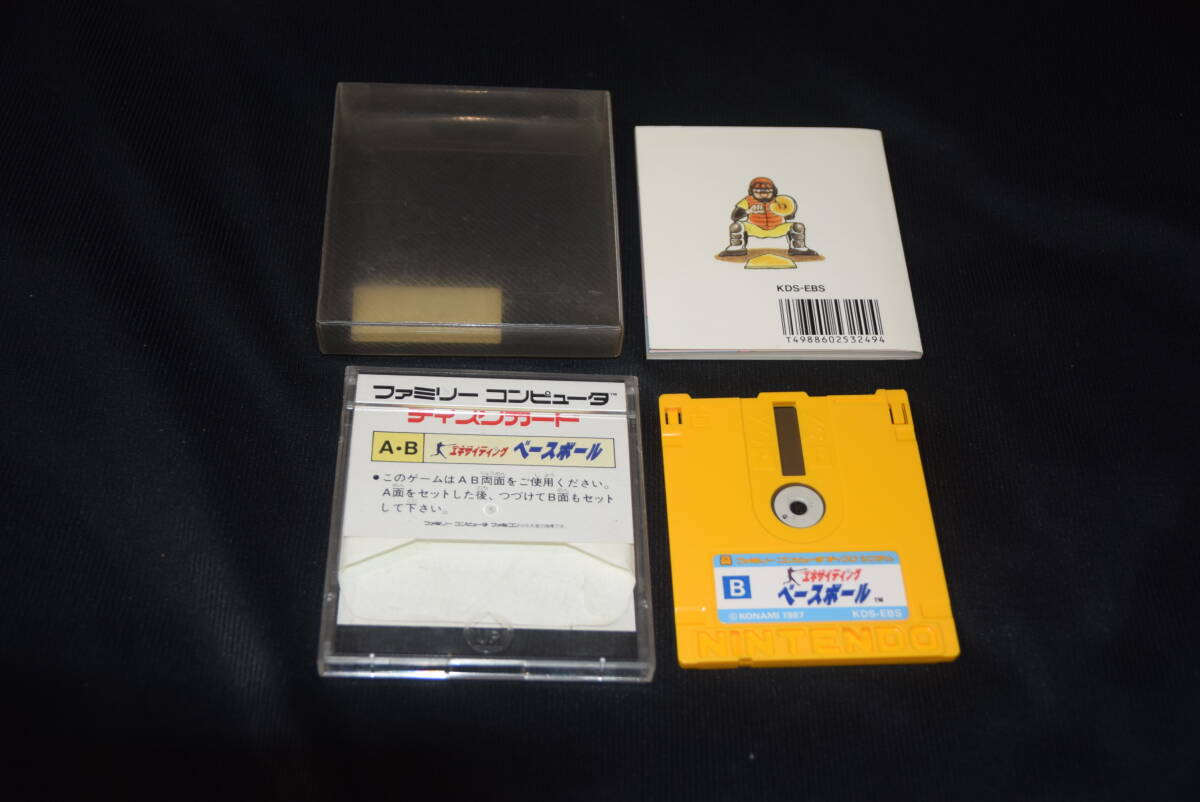 KDS-EBS
T4988602532494
ファミリー コンピュータ™
ディスクカード
A・B
エキサイティング ベースボール
●このゲームはAB両面をご使用ください。
A面をセットした後、つづけてB面もセット
して下さい。
B
エキサイティング
ベースボール™
©KONAMI 1987 KDS-EBS
NINTENDO